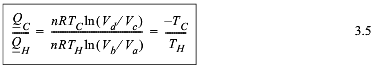 Q_C / Q_H = nRT_C ln(V_d/V_c) / nRT_H ln(V_b/V_a) = −T_C / T_H 3.5